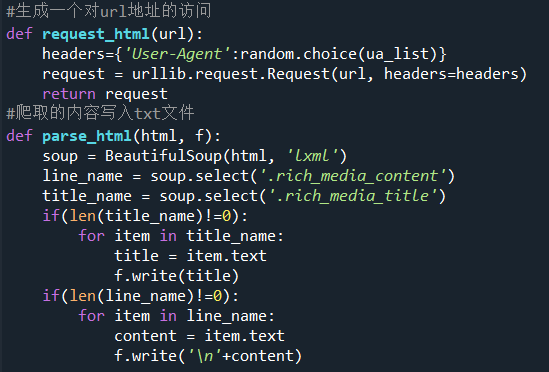 #生成一个对url地址的访问
def request_html(url):
    headers={'User-Agent':random.choice(ua_list)}
    request = urllib.request.Request(url, headers=headers)
    return request
#爬取的内容写入txt文件
def parse_html(html, f):
    soup = BeautifulSoup(html, 'lxml')
    line_name = soup.select('.rich_media_content')
    title_name = soup.select('.rich_media_title')
    if(len(title_name)!=0):
        for item in title_name:
            title = item.text
            f.write(title)
    if(len(line_name)!=0):
        for item in line_name:
            content = item.text
            f.write('\n'+content)